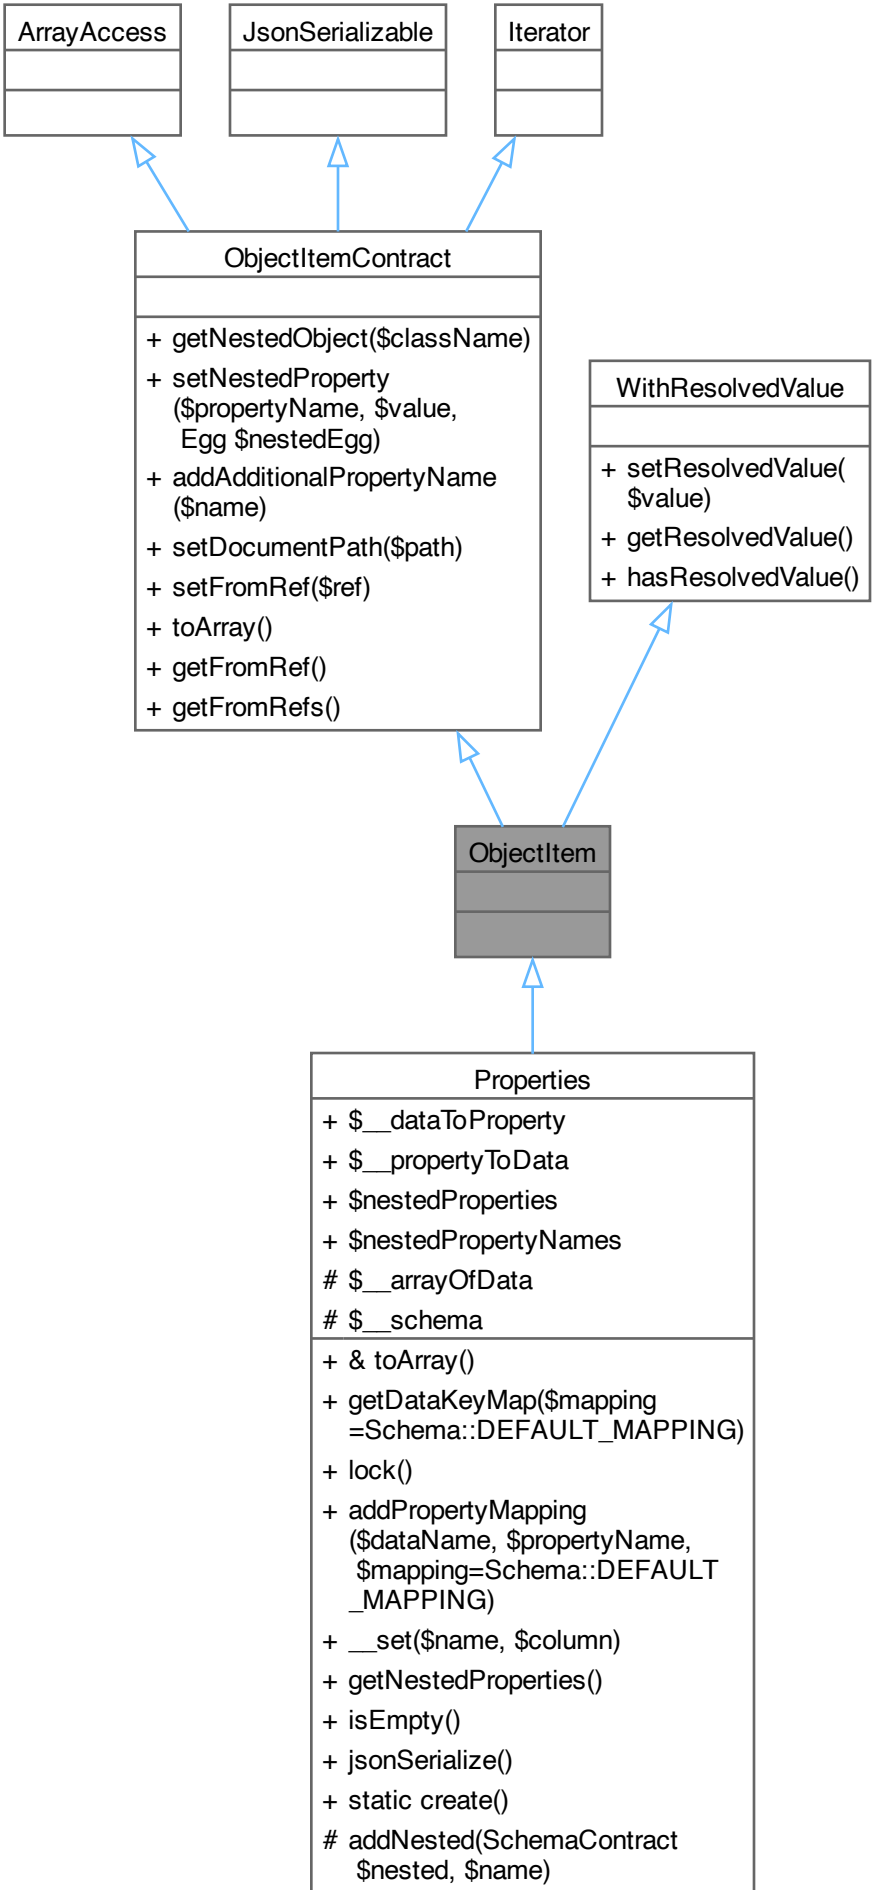 ArrayAccess
JsonSerializable
Iterator
ObjectItemContract
+ getNestedObject($className)
+ setNestedProperty
($propertyName, $value,
Egg $nestedEgg)
+ addAdditionalPropertyName
($name)
+ setDocumentPath($path)
+ setFromRef($ref)
+ toArray()
+ getFromRef()
+ getFromRefs()
WithResolvedValue
+ setResolvedValue(
$value)
+ getResolvedValue()
+ hasResolvedValue()
ObjectItem
Properties
+ $__dataToProperty
+ $__propertyToData
+ $nestedProperties
+ $nestedPropertyNames
# $__arrayOfData
# $__schema
+ & toArray()
+ getDataKeyMap($mapping
=Schema::DEFAULT_MAPPING)
+ lock()
+ addPropertyMapping
($dataName, $propertyName,
$mapping=Schema::DEFAULT
_MAPPING)
+ __set($name, $column)
+ getNestedProperties()
+ isEmpty()
+ jsonSerialize()
+ static create()
# addNested(SchemaContract
$nested, $name)